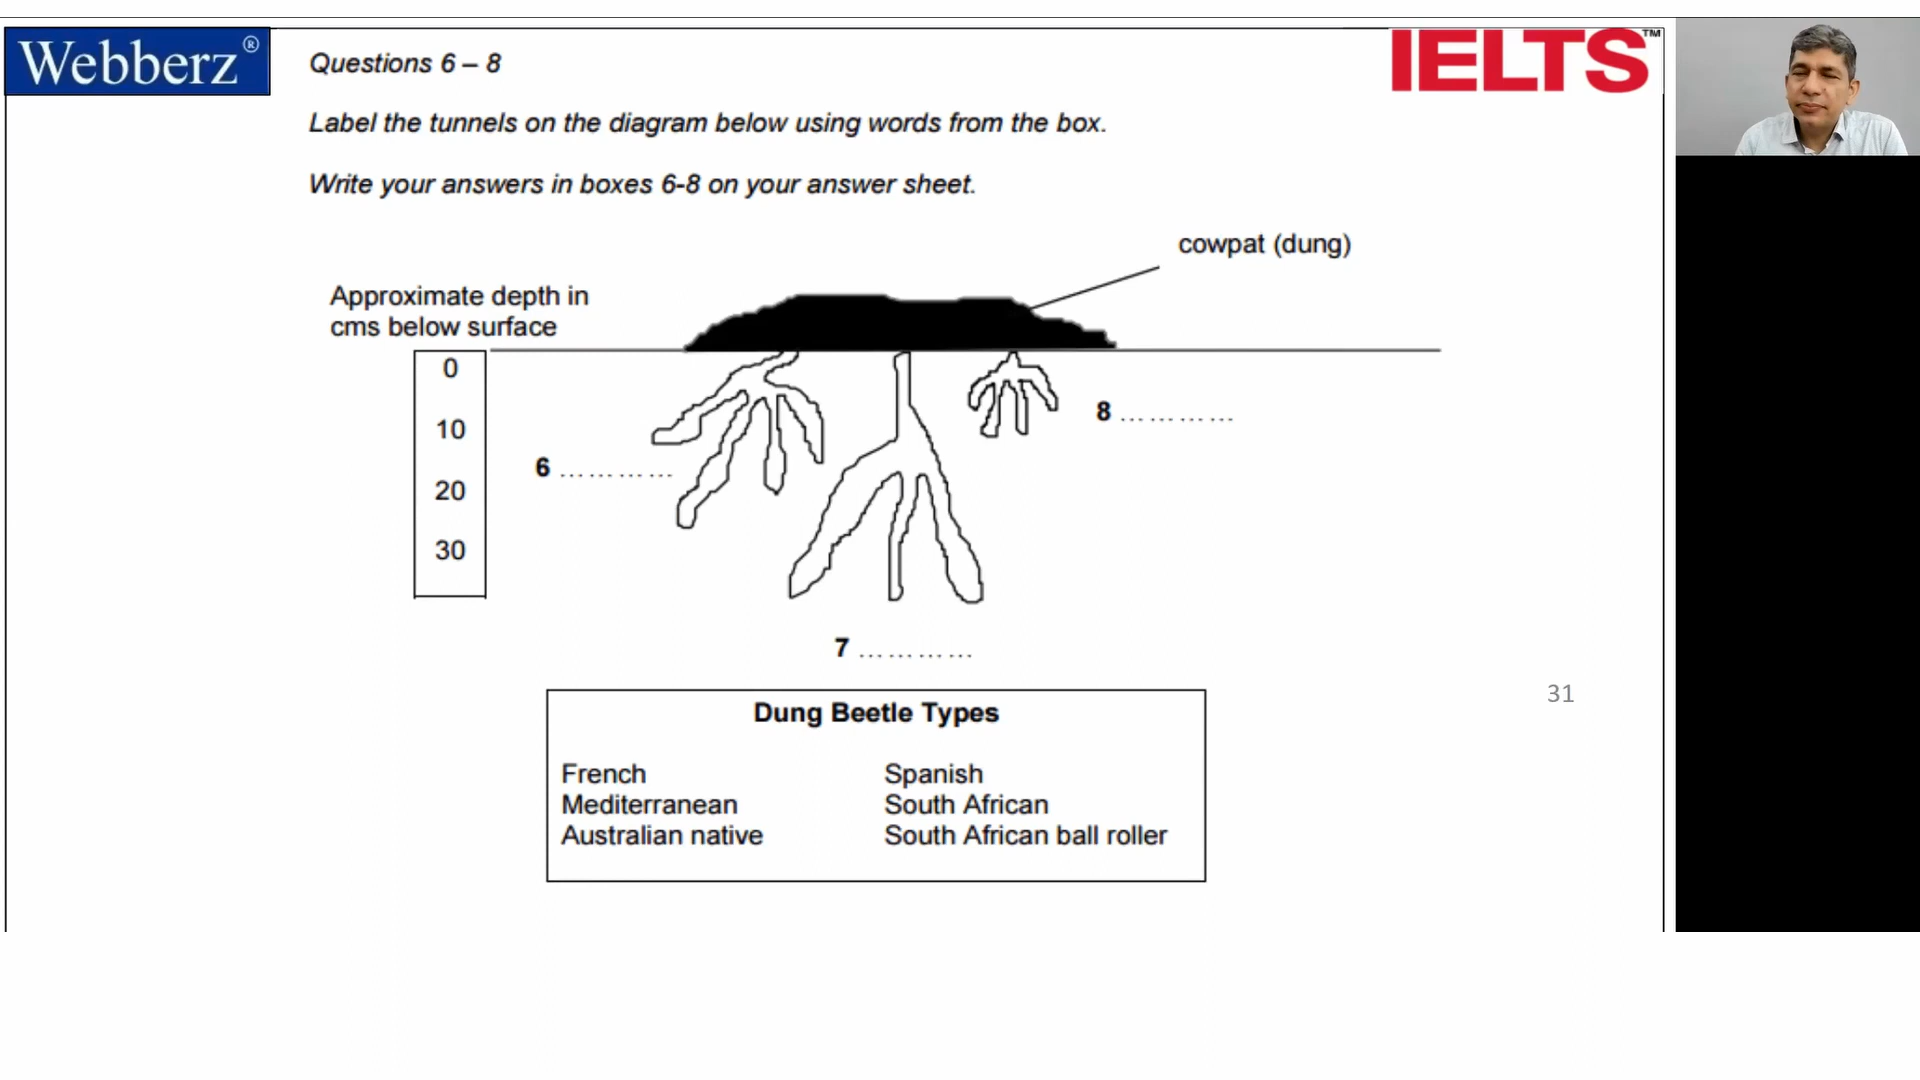 Webberz®
Questions 6 – 8
IELTS™
Label the tunnels on the diagram below using words from the box.
Write your answers in boxes 6-8 on your answer sheet.
cowpat (dung)
Approximate depth in
cms below surface
0
10
20
30
6 …………
8 …………
7 …………
31
Dung Beetle Types
French Spanish
Mediterranean South African
Australian native South African ball roller